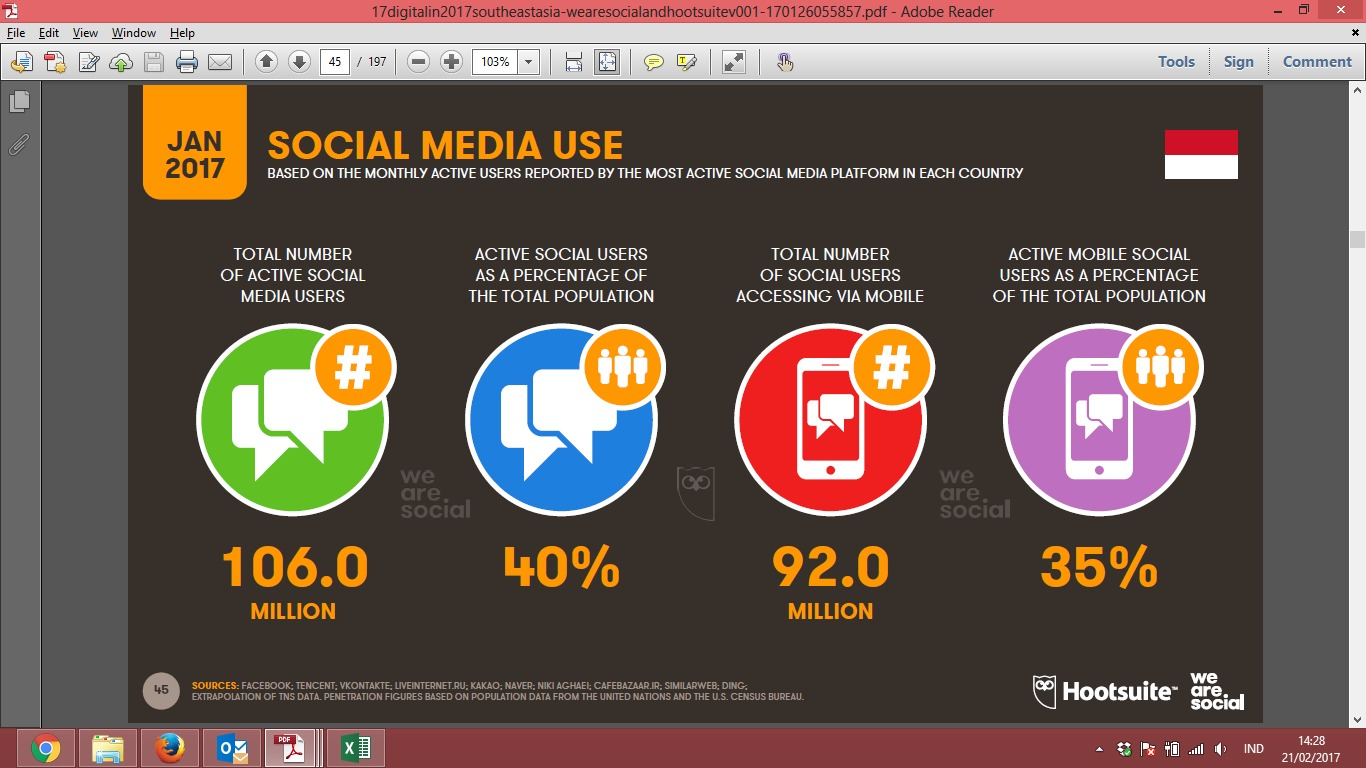 17digitalin2017southeastasia-wearesocialandhootsuitev001-170126055857.pdf - Adobe Reader
File Edit View Window Help
45 / 197 103% Tools Sign Comment
JAN
2017
SOCIAL MEDIA USE
BASED ON THE MONTHLY ACTIVE USERS REPORTED BY THE MOST ACTIVE SOCIAL MEDIA PLATFORM IN EACH COUNTRY
TOTAL NUMBER
OF ACTIVE SOCIAL
MEDIA USERS
#
106.0
MILLION
ACTIVE SOCIAL USERS
AS A PERCENTAGE OF
THE TOTAL POPULATION
40%
TOTAL NUMBER
OF SOCIAL USERS
ACCESSING VIA MOBILE
#
92.0
MILLION
ACTIVE MOBILE SOCIAL
USERS AS A PERCENTAGE
OF THE TOTAL POPULATION
35%
we
are
social
we
are
social
45
SOURCES: FACEBOOK; TENCENT; VKONTAKTE; LIVEINTERNET.RU; KAKAO; NAVER; NIKI AGHAEI; CAFEBAZAAR.IR; SIMILARWEB; DING;
EXTRAPOLATION OF TNS DATA. PENETRATION FIGURES BASED ON POPULATION DATA FROM THE UNITED NATIONS AND THE U.S. CENSUS BUREAU.
Hootsuite™
we
are
social
PDF
IND
14:28
21/02/2017